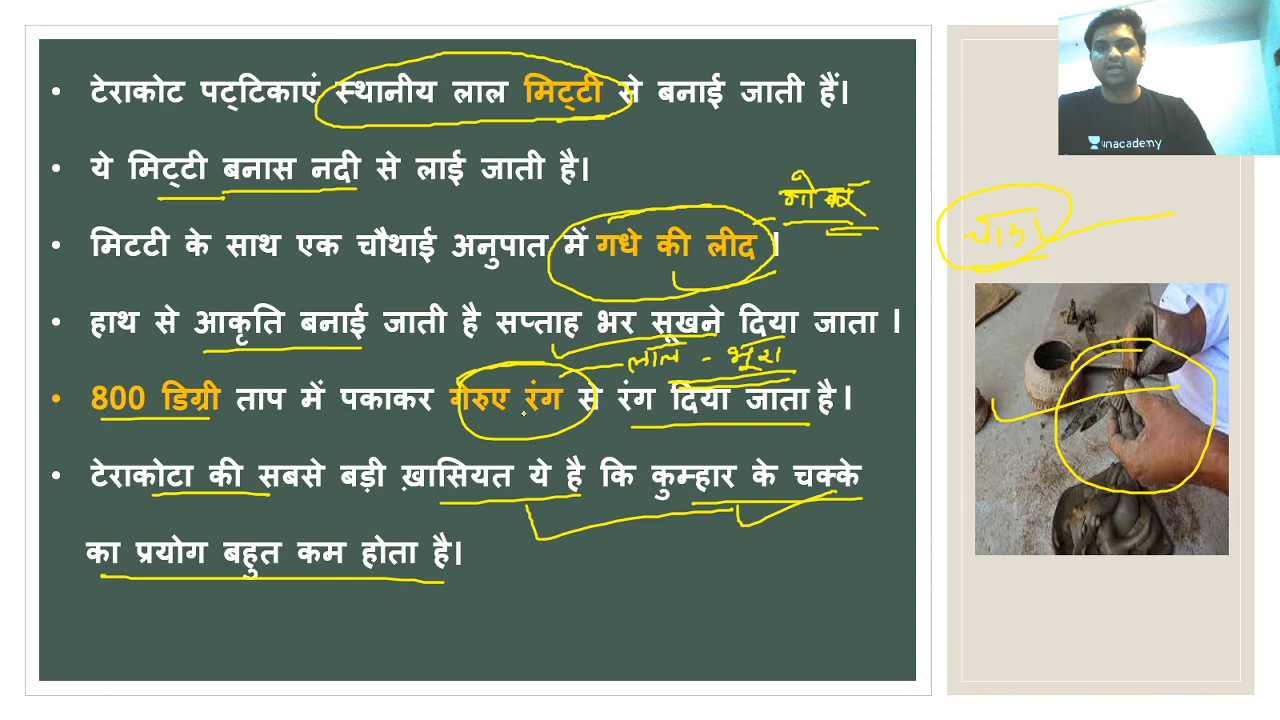 • टेराकोट पट्टिकाएं स्थानीय लाल मिट्टी से बनाई जाती हैं।
• ये मिट्टी बनास नदी से लाई जाती है।
गोबर
• मिटटी के साथ एक चौथाई अनुपात में गधे की लीद ।
• हाथ से आकृति बनाई जाती है सप्ताह भर सूखने दिया जाता ।
लाल - भूरा
• 800 डिग्री ताप में पकाकर गेरुए रंग से रंग दिया जाता है ।
• टेराकोटा की सबसे बड़ी ख़ासियत ये है कि कुम्हार के चक्के
का प्रयोग बहुत कम होता है।
unacademy
चाक